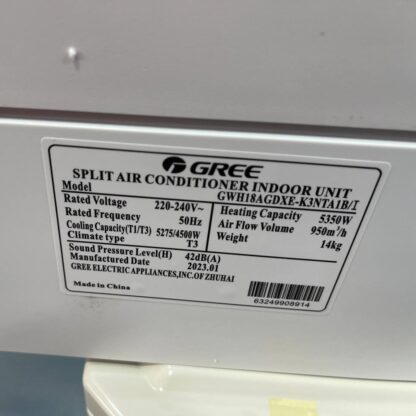 GREE
SPLIT AIR CONDITIONER INDOOR UNIT
Model GWH18AGDXE-K3NTA1B/I
Rated Voltage 220-240V~ Heating Capacity 5350W
Rated Frequency 50Hz Air Flow Volume 950m³/h
Cooling Capacity(T1/T3) 5275/4500W Weight 14kg
Climate type T3
Sound Pressure Level(H) 42dB(A)
Manufactured Date 2023.01
GREE ELECTRIC APPLIANCES,INC.OF ZHUHAI
Made in China
63249908914